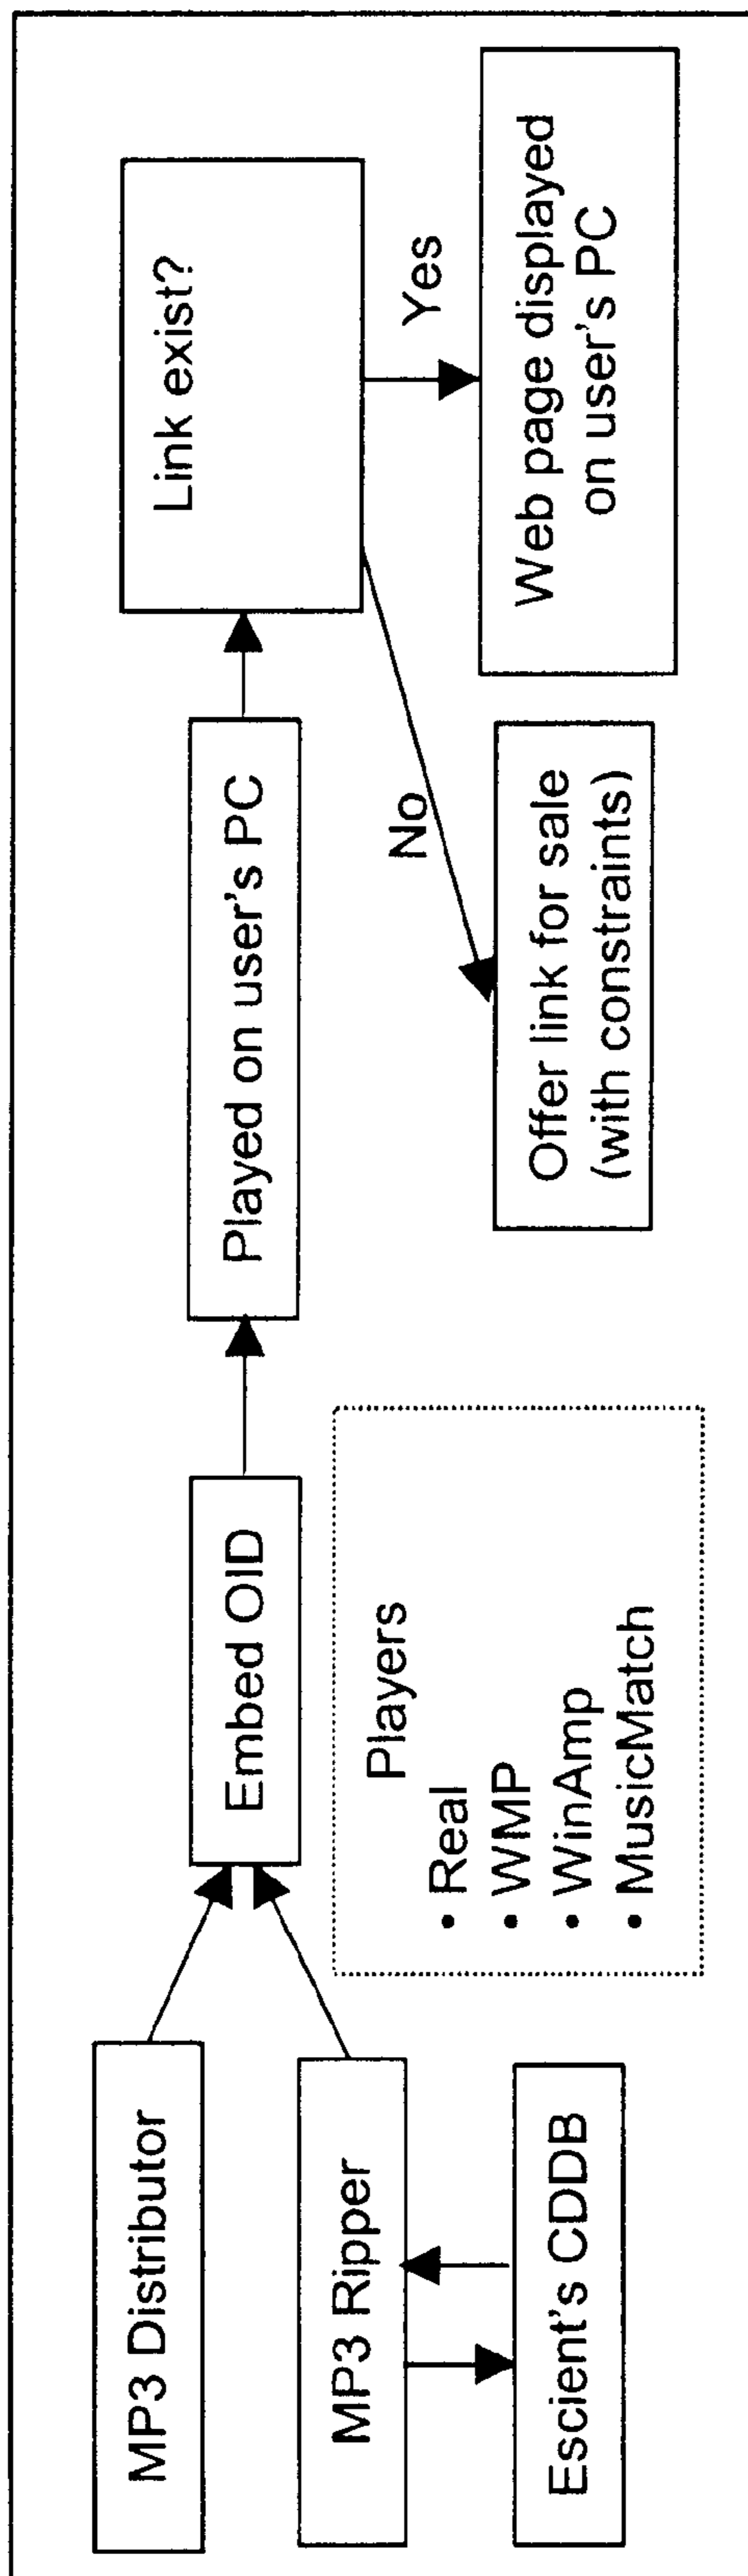 MP3 Distributor
MP3 Ripper
Escient's CDDB
Embed OID
Players
• Real
• WMP
• WinAmp
• MusicMatch
Played on user's PC
Link exist?
No
Yes
Offer link for sale
(with constraints)
Web page displayed
on user's PC